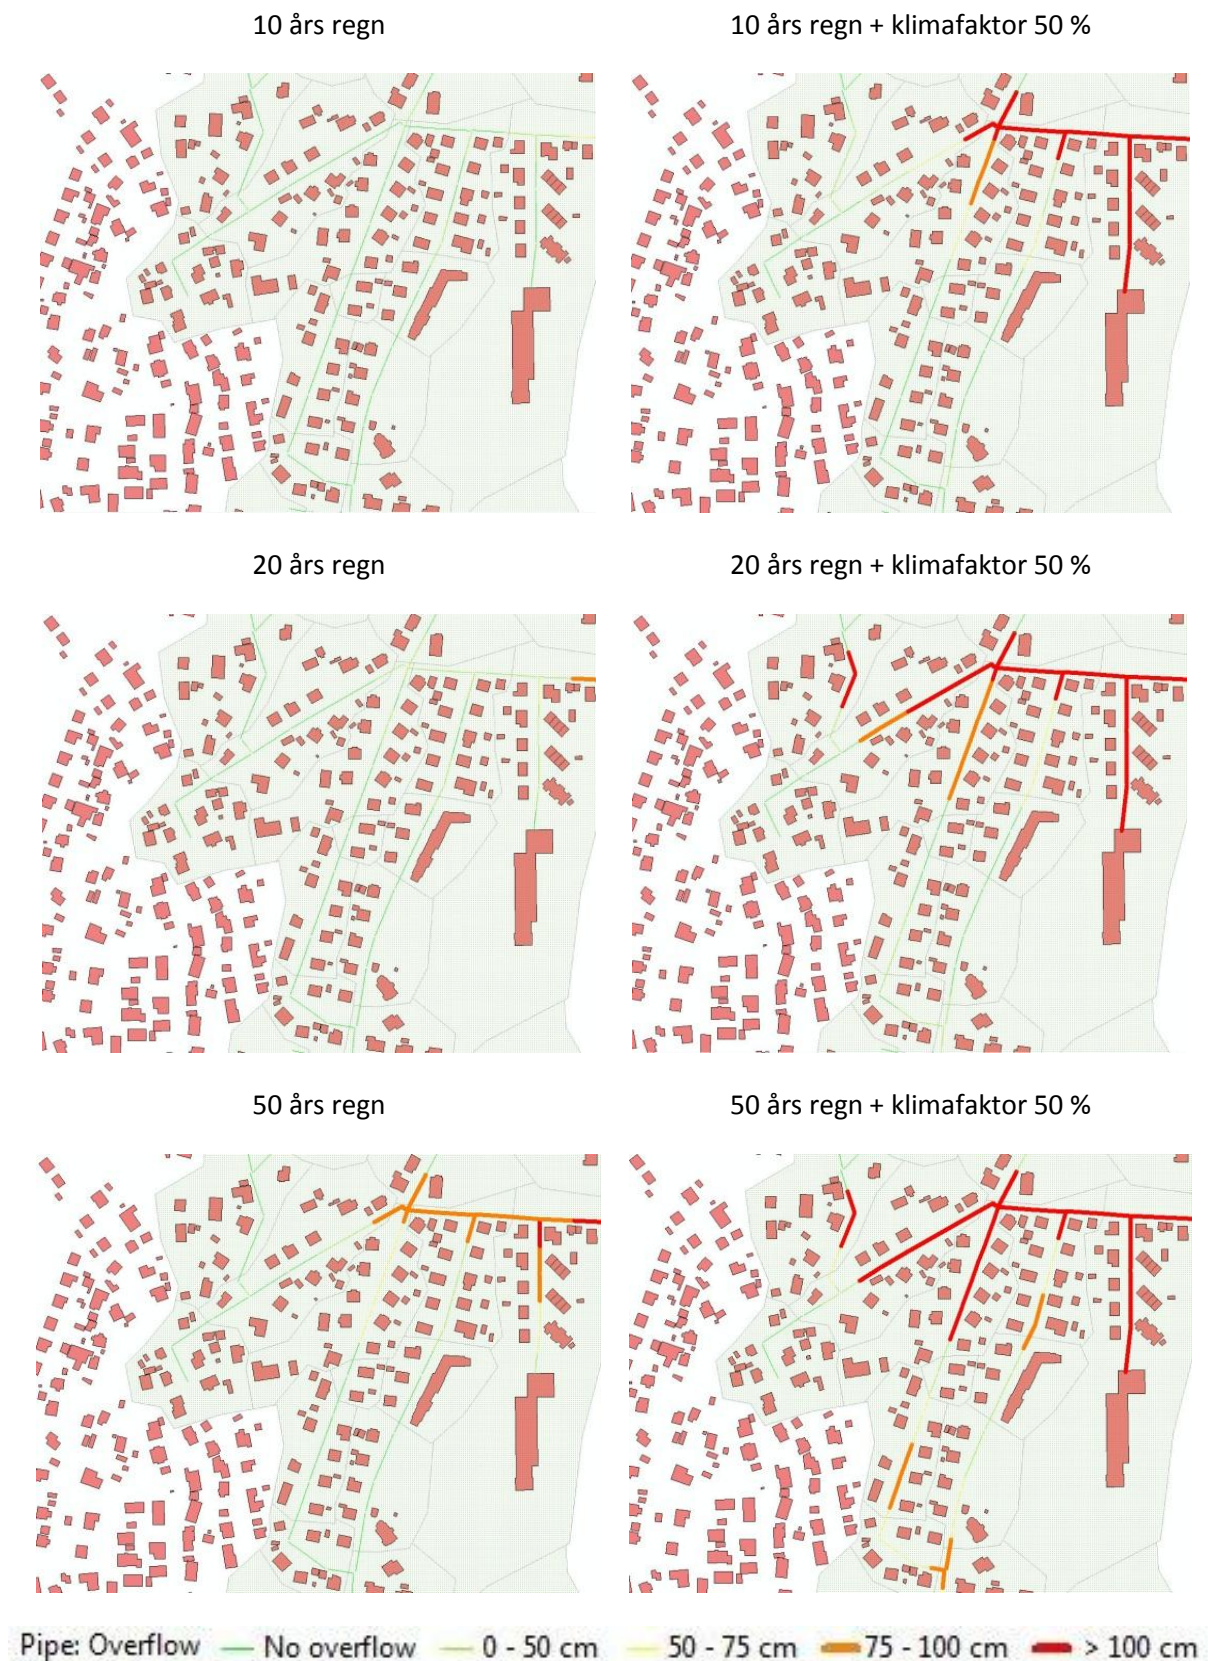 10 års regn
10 års regn + klimafaktor 50 %
20 års regn
20 års regn + klimafaktor 50 %
50 års regn
50 års regn + klimafaktor 50 %
Pipe: Overflow No overflow 0 - 50 cm 50 - 75 cm 75 - 100 cm > 100 cm